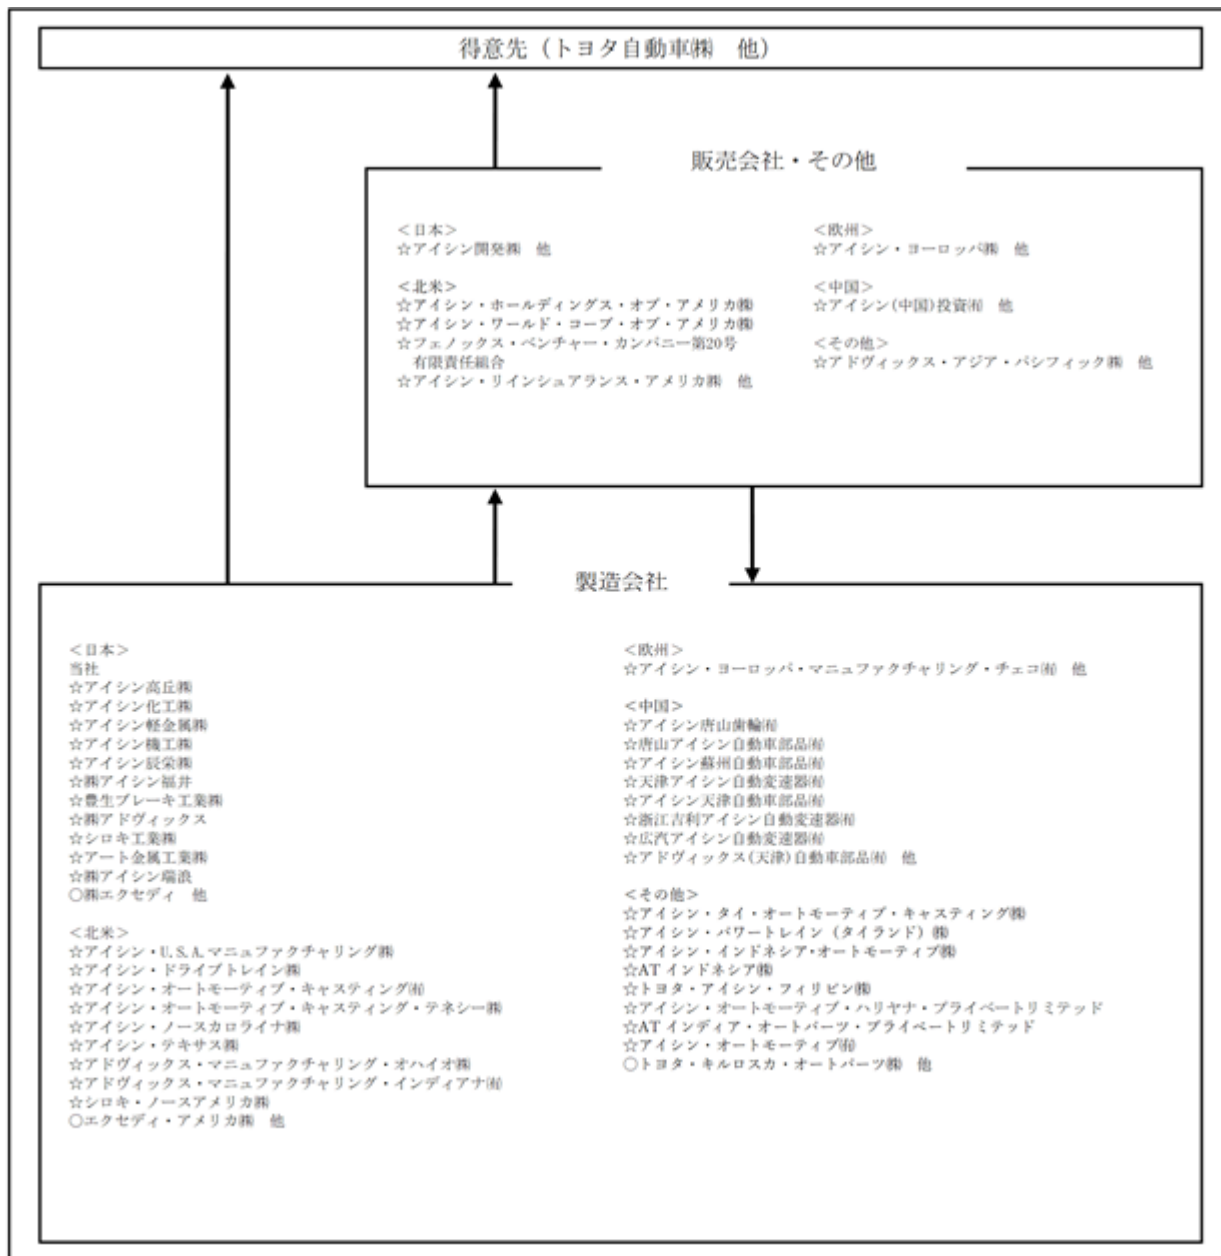 得意先（トヨタ自動車㈱　他）
販売会社・その他
＜日本＞
☆アイシン開発㈱　他
＜北米＞
☆アイシン・ホールディングス・オブ・アメリカ㈱
☆アイシン・ワールド・コープ・オブ・アメリカ㈱
☆フェノックス・ベンチャー・カンパニー第20号
有限責任組合
☆アイシン・リインシュアランス・アメリカ㈱　他
＜欧州＞
☆アイシン・ヨーロッパ㈱　他
＜中国＞
☆アイシン(中国)投資㈲　他
＜その他＞
☆アドヴィックス・アジア・パシフィック㈱　他
製造会社
＜日本＞
当社
☆アイシン高丘㈱
☆アイシン化工㈱
☆アイシン軽金属㈱
☆アイシン機工㈱
☆アイシン辰栄㈱
☆㈱アイシン福井
☆豊生ブレーキ工業㈱
☆㈱アドヴィックス
☆シロキ工業㈱
☆アート金属工業㈱
☆㈱アイシン瑞浪
○㈱エクセディ　他
＜北米＞
☆アイシン・U.S.A.マニュファクチャリング㈱
☆アイシン・ドライブトレイン㈱
☆アイシン・オートモーティブ・キャスティング㈲
☆アイシン・オートモーティブ・キャスティング・テネシー㈱
☆アイシン・ノースカロライナ㈱
☆アイシン・テキサス㈱
☆アドヴィックス・マニュファクチャリング・オハイオ㈱
☆アドヴィックス・マニュファクチャリング・インディアナ㈲
☆シロキ・ノースアメリカ㈱
○エクセディ・アメリカ㈱　他
＜欧州＞
☆アイシン・ヨーロッパ・マニュファクチャリング・チェコ㈲　他
＜中国＞
☆アイシン唐山歯輪㈲
☆唐山アイシン自動車部品㈲
☆アイシン蘇州自動車部品㈲
☆天津アイシン自動変速器㈲
☆アイシン天津自動車部品㈲
☆浙江吉利アイシン自動変速器㈲
☆広汽アイシン自動変速器㈲
☆アドヴィックス(天津)自動車部品㈲　他
＜その他＞
☆アイシン・タイ・オートモーティブ・キャスティング㈱
☆アイシン・パワートレイン（タイランド）㈱
☆アイシン・インドネシア・オートモーティブ㈱
☆AT インドネシア㈱
☆トヨタ・アイシン・フィリピン㈱
☆アイシン・オートモーティブ・ハリヤナ・プライベートリミテッド
☆AT インディア・オートパーツ・プライベートリミテッド
☆アイシン・オートモーティブ㈲
○トヨタ・キルロスカ・オートパーツ㈱　他